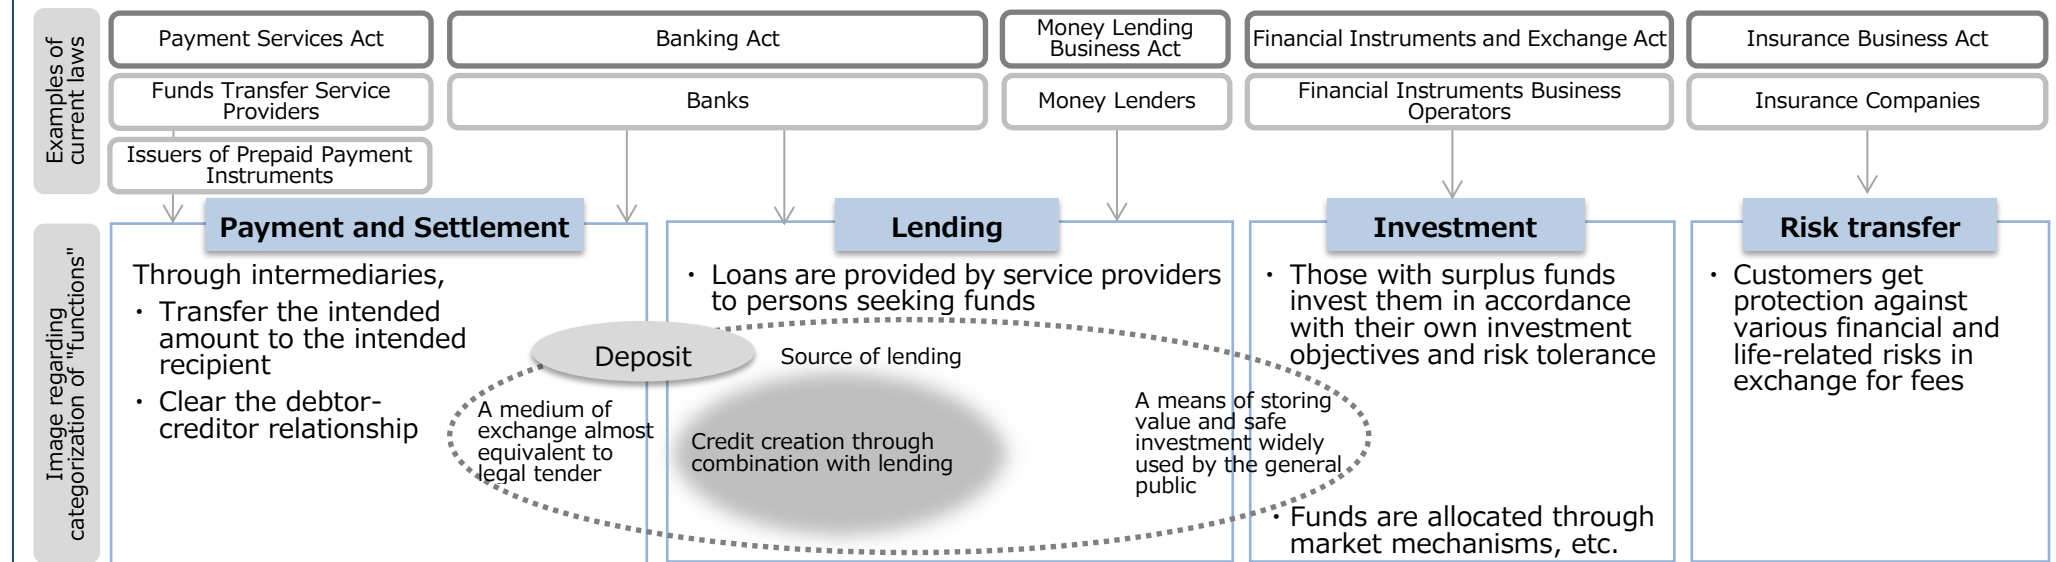 Examples of
current laws
Payment Services Act
Banking Act
Money Lending
Business Act
Financial Instruments and Exchange Act
Insurance Business Act
Funds Transfer Service
Providers
Banks
Money Lenders
Financial Instruments Business
Operators
Insurance Companies
Issuers of Prepaid Payment
Instruments
Image regarding
categorization of "functions"
Payment and Settlement
Through intermediaries,
・ Transfer the intended
amount to the intended
recipient
・ Clear the debtor-
creditor relationship
Lending
・ Loans are provided by service providers
to persons seeking funds
Deposit
Source of lending
A medium of
exchange almost
equivalent to
legal tender
Credit creation through
combination with lending
A means of storing
value and safe
investment widely
used by the general
public
Investment
・ Those with surplus funds
invest them in accordance
with their own investment
objectives and risk tolerance
・ Funds are allocated through
market mechanisms, etc.
Risk transfer
・ Customers get
protection against
various financial and
life-related risks in
exchange for fees